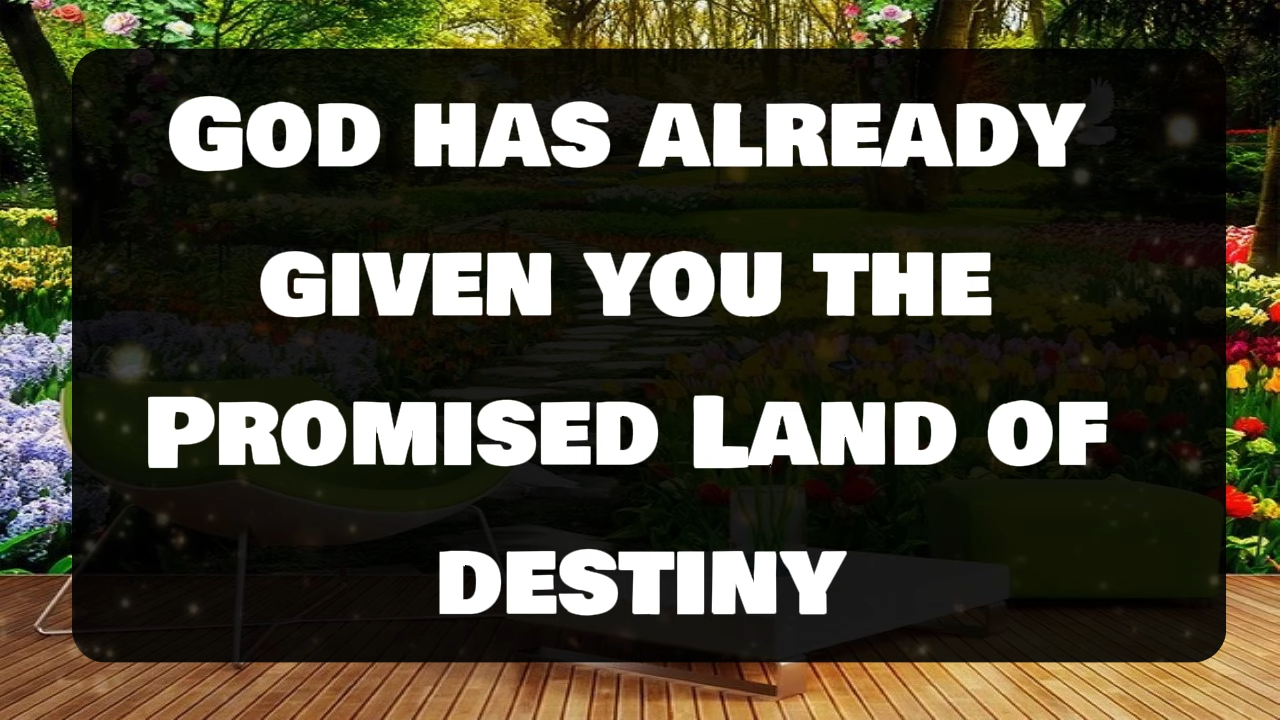 God has already
given you the
Promised Land of
destiny